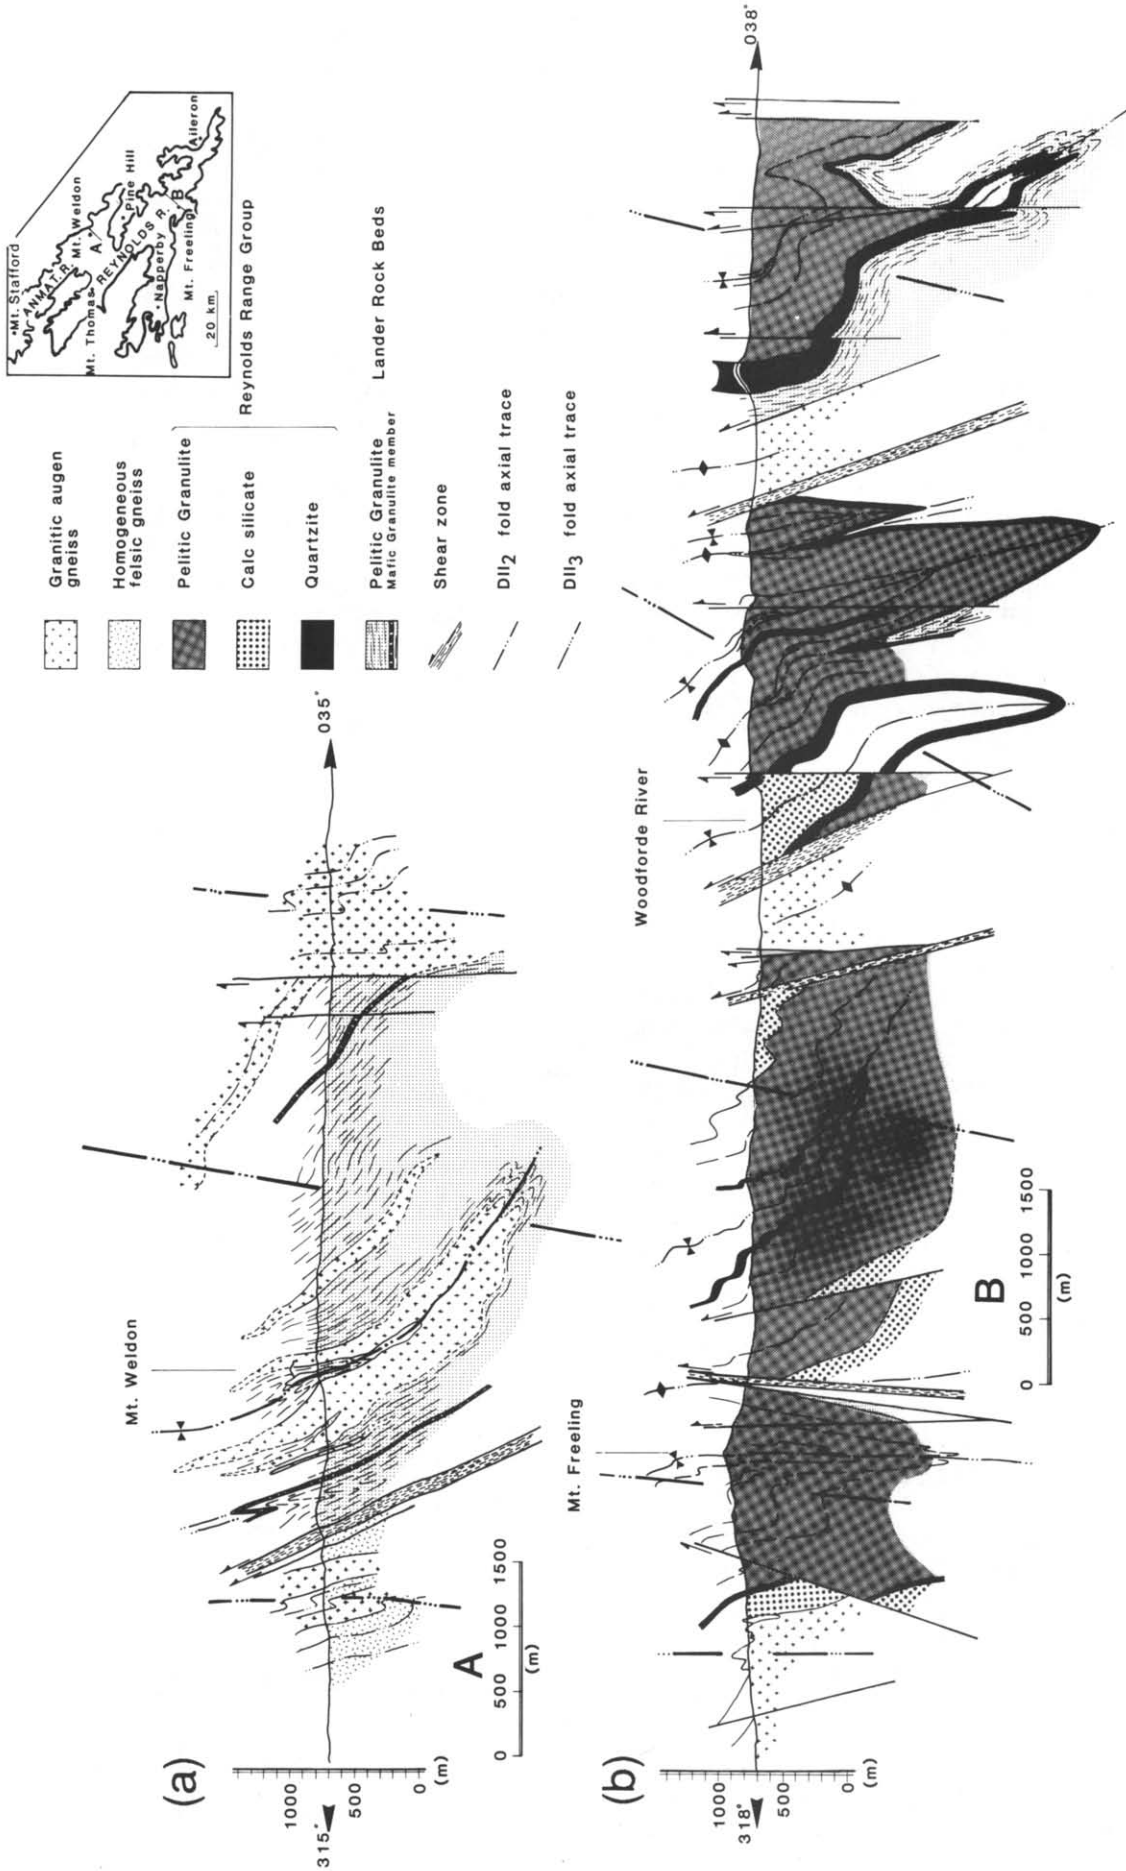 (a)
1000
500
0
(m)
315°
035°
Mt. Weldon
A
0 500 1000 1500
(m)
Granitic augen
gneiss
Homogeneous
felsic gneiss
Pelitic Granulite
Calc silicate
Quartzite
Reynolds Range Group
Pelitic Granulite
Mafic Granulite member
Lander Rock Beds
Shear zone
DII2 fold axial trace
DII3 fold axial trace
Mt. Stafford
ANMAT. R.
Mt. Weldon
A
Mt. Thomas
REYNOLDS R.
Pine Hill
Napperby
B
Mt. Freeling
Aileron
20 km
(b)
1000
500
0
(m)
318°
038°
Mt. Freeling
Woodforde River
B
0 500 1000 1500
(m)